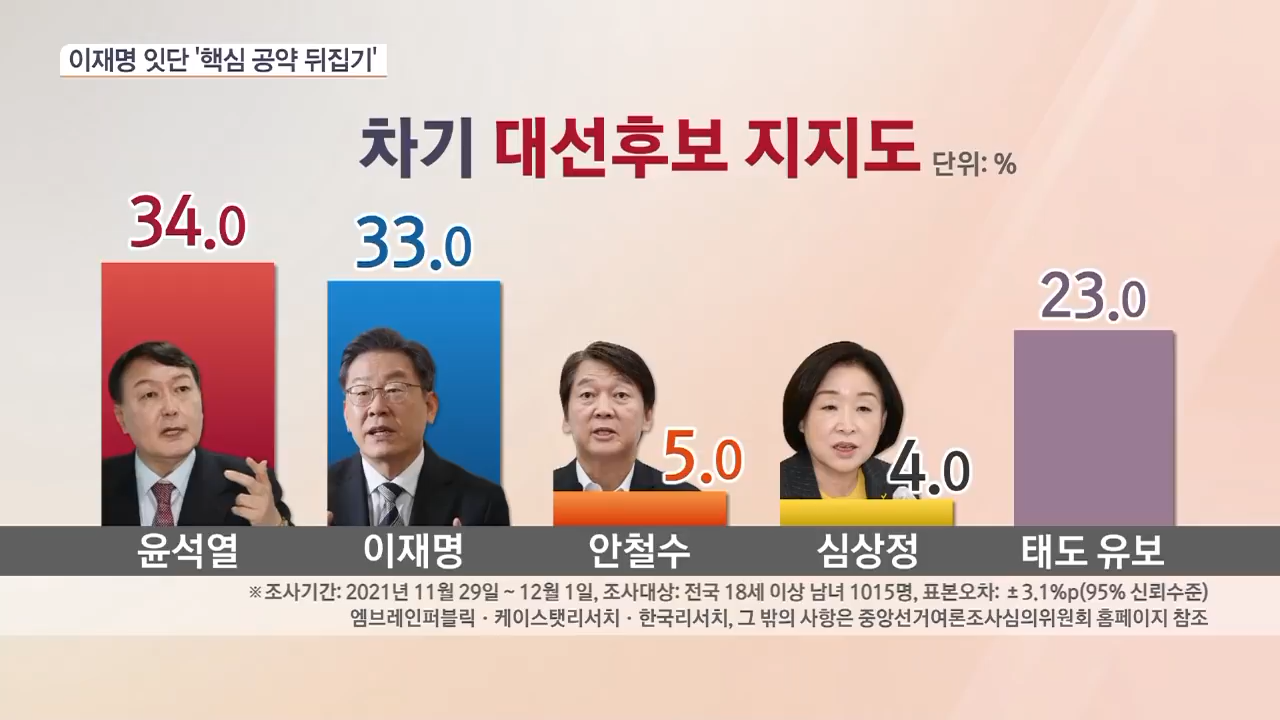 이재명 잇단 '핵심 공약 뒤집기'
차기 대선후보 지지도 단위: %
34.0
33.0
5.0
4.0
23.0
윤석열
이재명
안철수
심상정
태도 유보
※ 조사기간: 2021년 11월 29일 ~ 12월 1일, 조사대상: 전국 18세 이상 남녀 1015명, 표본오차: ±3.1%p(95% 신뢰수준)
엠브레인퍼블릭 · 케이스탯리서치 · 한국리서치, 그 밖의 사항은 중앙선거여론조사심의위원회 홈페이지 참조